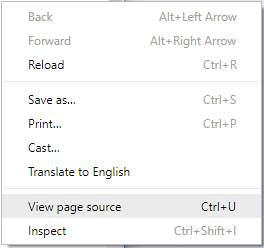 Back Alt+Left Arrow
Forward Alt+Right Arrow
Reload Ctrl+R
Save as... Ctrl+S
Print... Ctrl+P
Cast...
Translate to English
View page source Ctrl+U
Inspect Ctrl+Shift+I